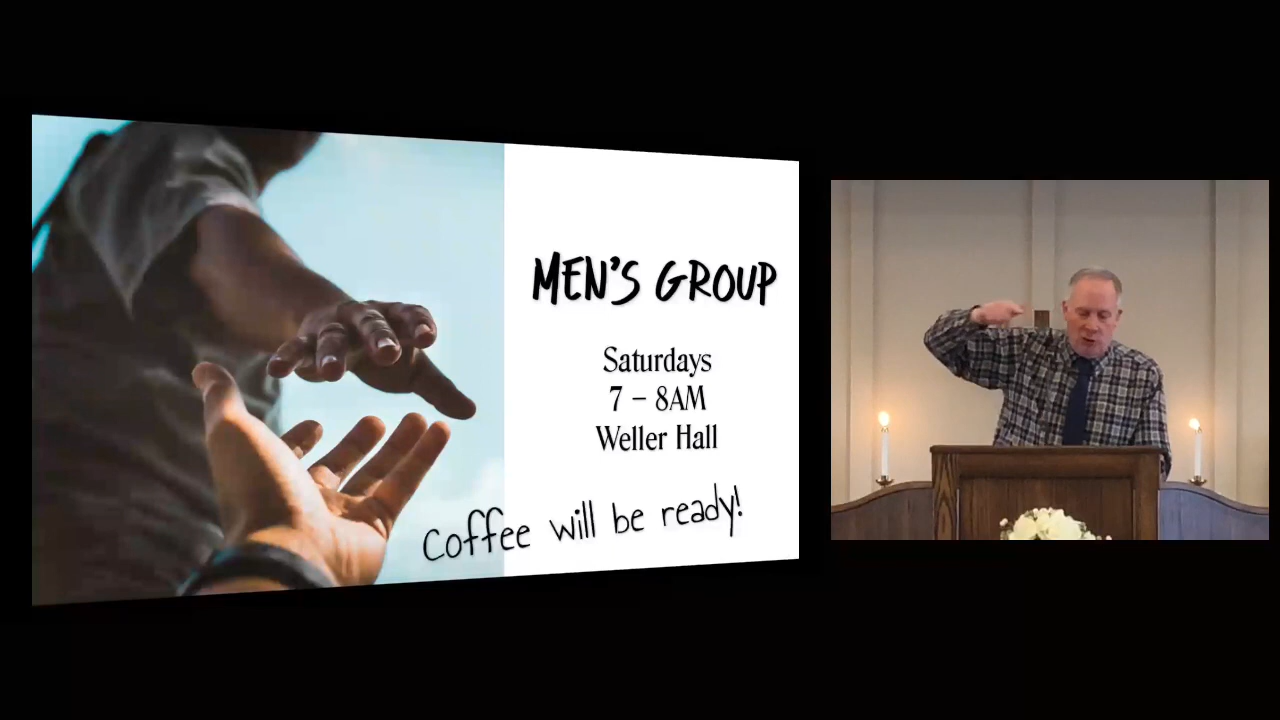 MEN'S GROUP
Saturdays
7 – 8AM
Weller Hall
Coffee will be ready!